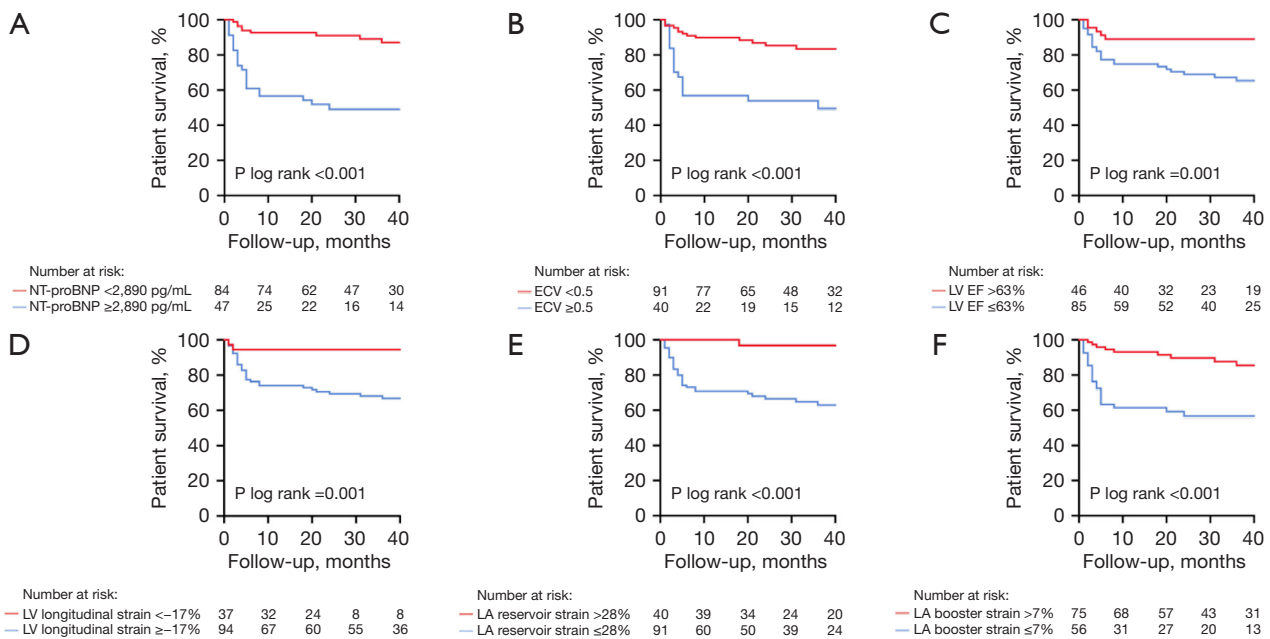 A
Patient survival, %
100
80
60
40
20
0
P log rank <0.001
0 10 20 30 40
Follow-up, months
Number at risk:
NT-proBNP <2,890 pg/mL 84 74 62 47 30
NT-proBNP ≥2,890 pg/mL 47 25 22 16 14
B
Patient survival, %
100
80
60
40
20
0
P log rank <0.001
0 10 20 30 40
Follow-up, months
Number at risk:
ECV <0.5 91 77 65 48 32
ECV ≥0.5 40 22 19 15 12
C
Patient survival, %
100
80
60
40
20
0
P log rank =0.001
0 10 20 30 40
Follow-up, months
Number at risk:
LV EF >63% 46 40 32 23 19
LV EF ≤63% 85 59 52 40 25
D
Patient survival, %
100
80
60
40
20
0
P log rank =0.001
0 10 20 30 40
Follow-up, months
Number at risk:
LV longitudinal strain <−17% 37 32 24 8 8
LV longitudinal strain ≥−17% 94 67 60 55 36
E
Patient survival, %
100
80
60
40
20
0
P log rank <0.001
0 10 20 30 40
Follow-up, months
Number at risk:
LA reservoir strain >28% 40 39 34 24 20
LA reservoir strain ≤28% 91 60 50 39 24
F
Patient survival, %
100
80
60
40
20
0
P log rank <0.001
0 10 20 30 40
Follow-up, months
Number at risk:
LA booster strain >7% 75 68 57 43 31
LA booster strain ≤7% 56 31 27 20 13